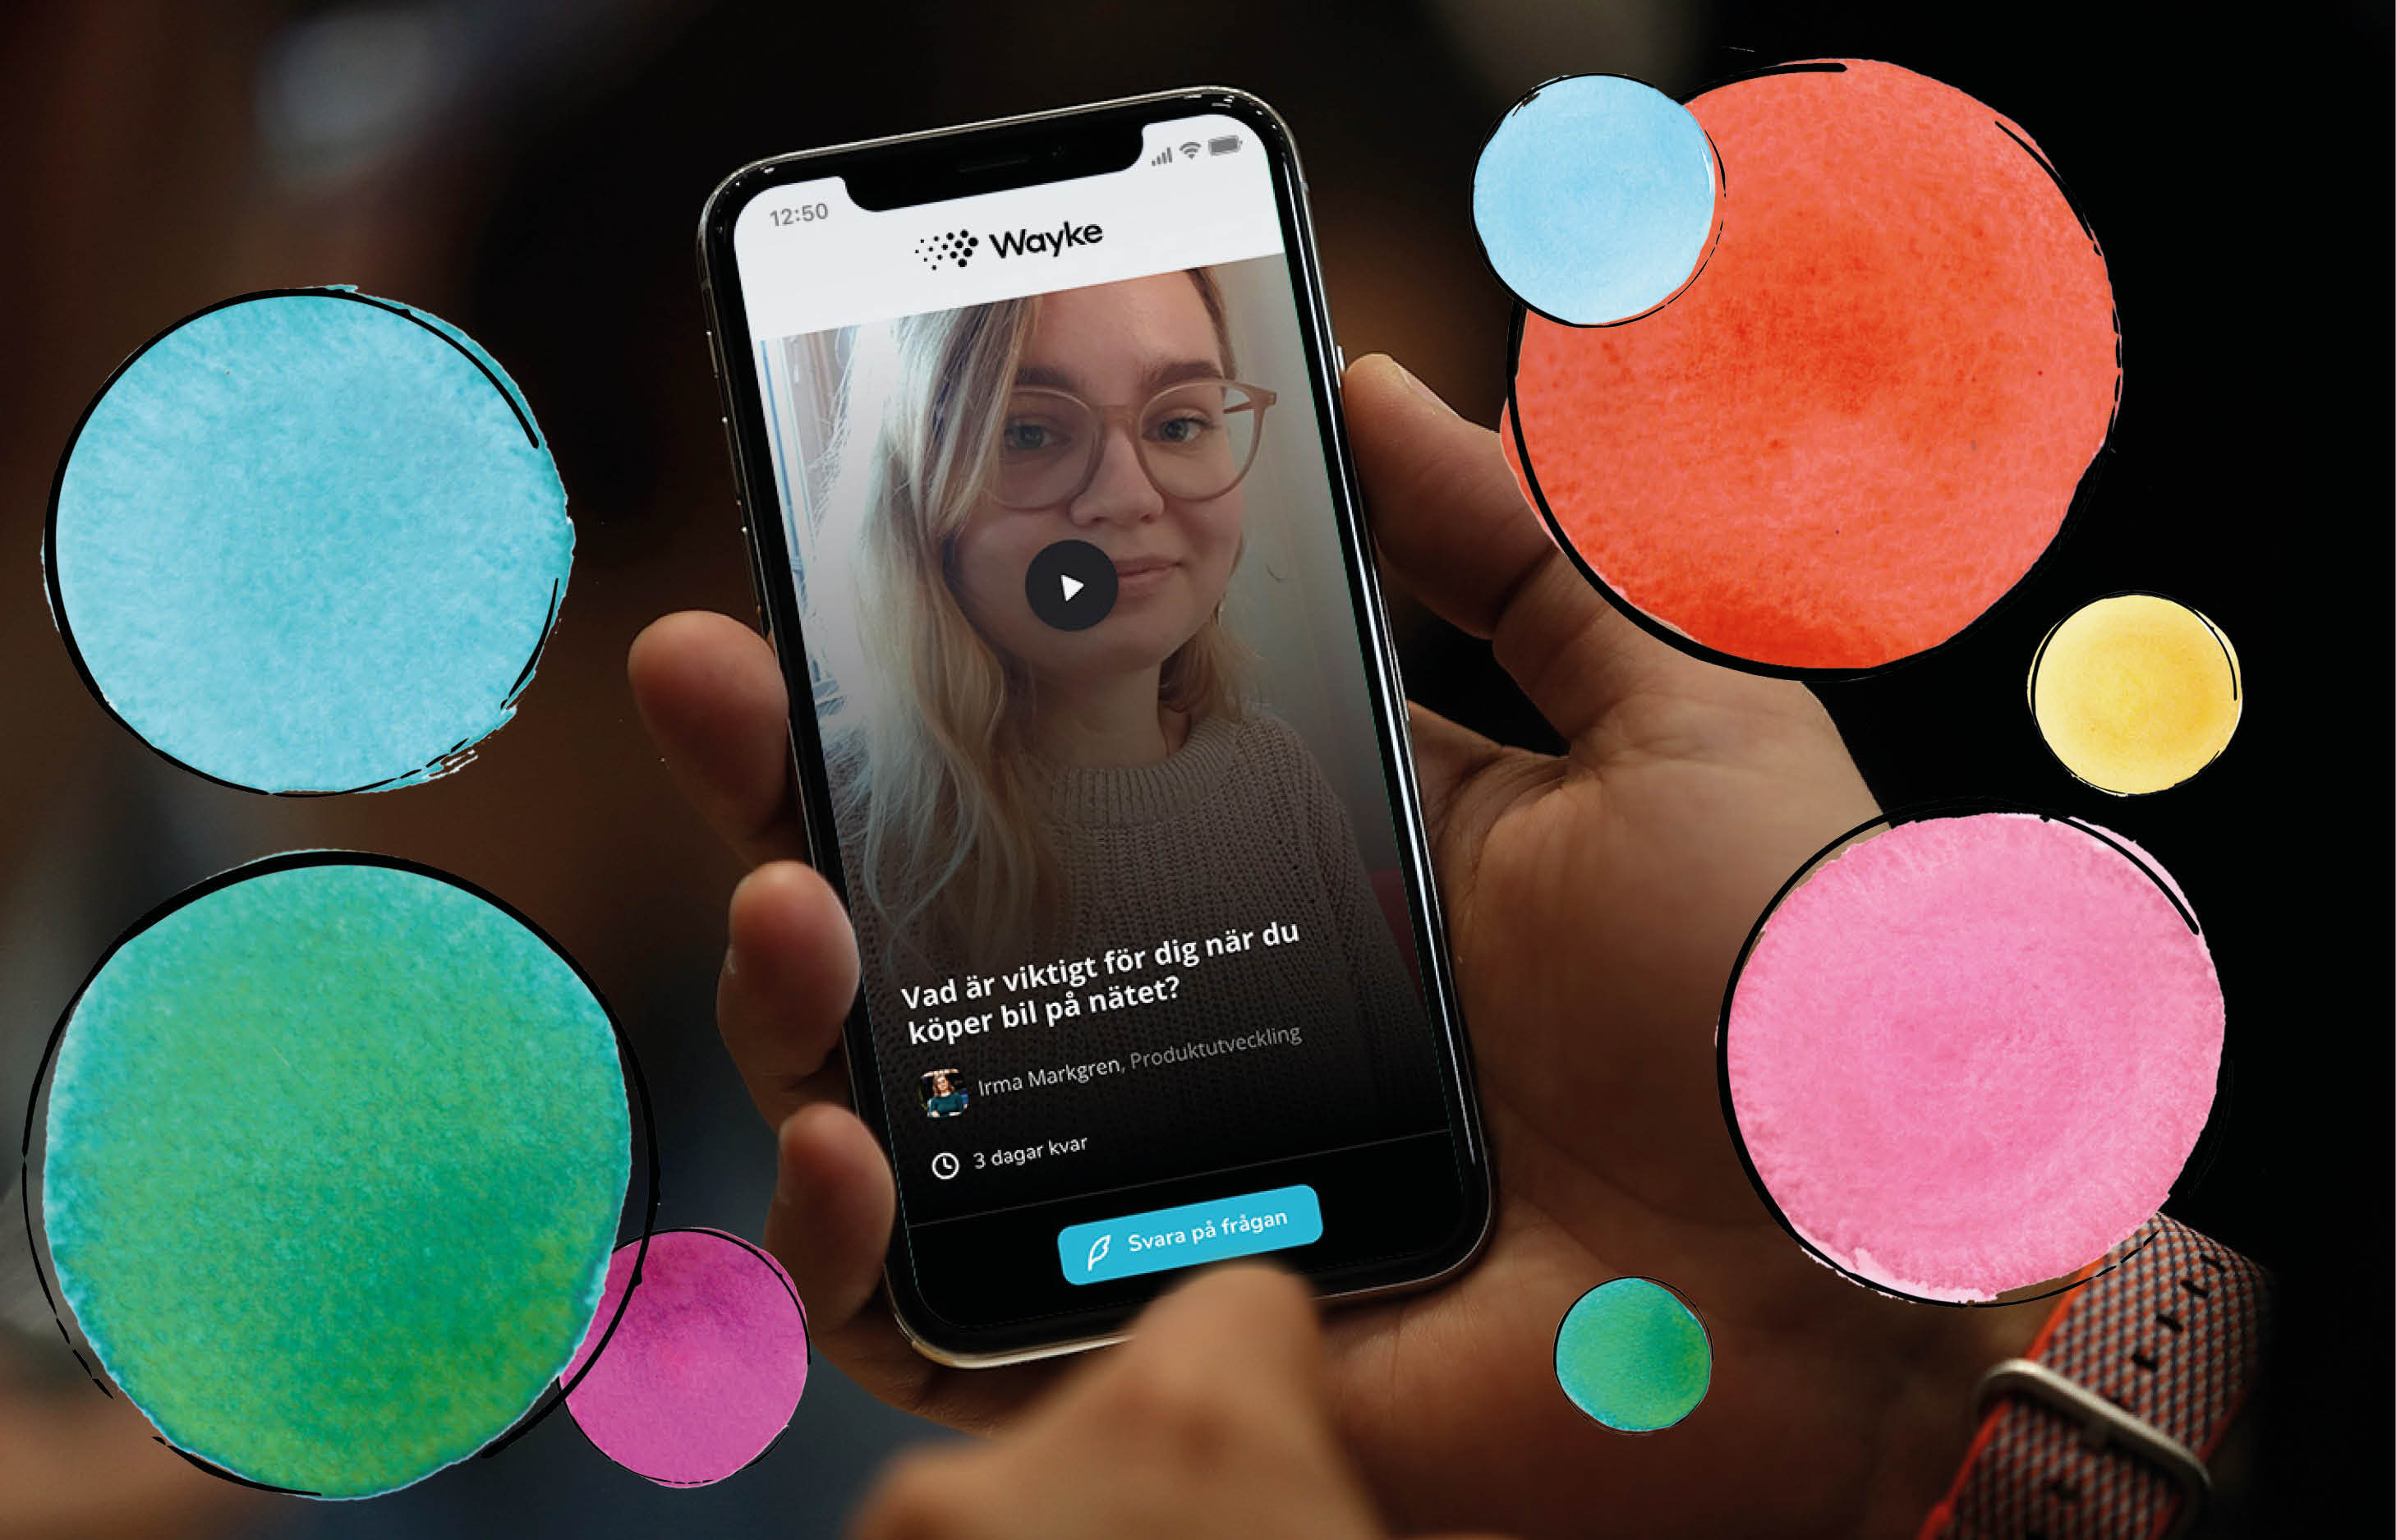 12:50
Wayke
Vad är viktigt för dig när du
köper bil på nätet?
Irma Markgren, Produktutveckling
3 dagar kvar
Svara på frågan